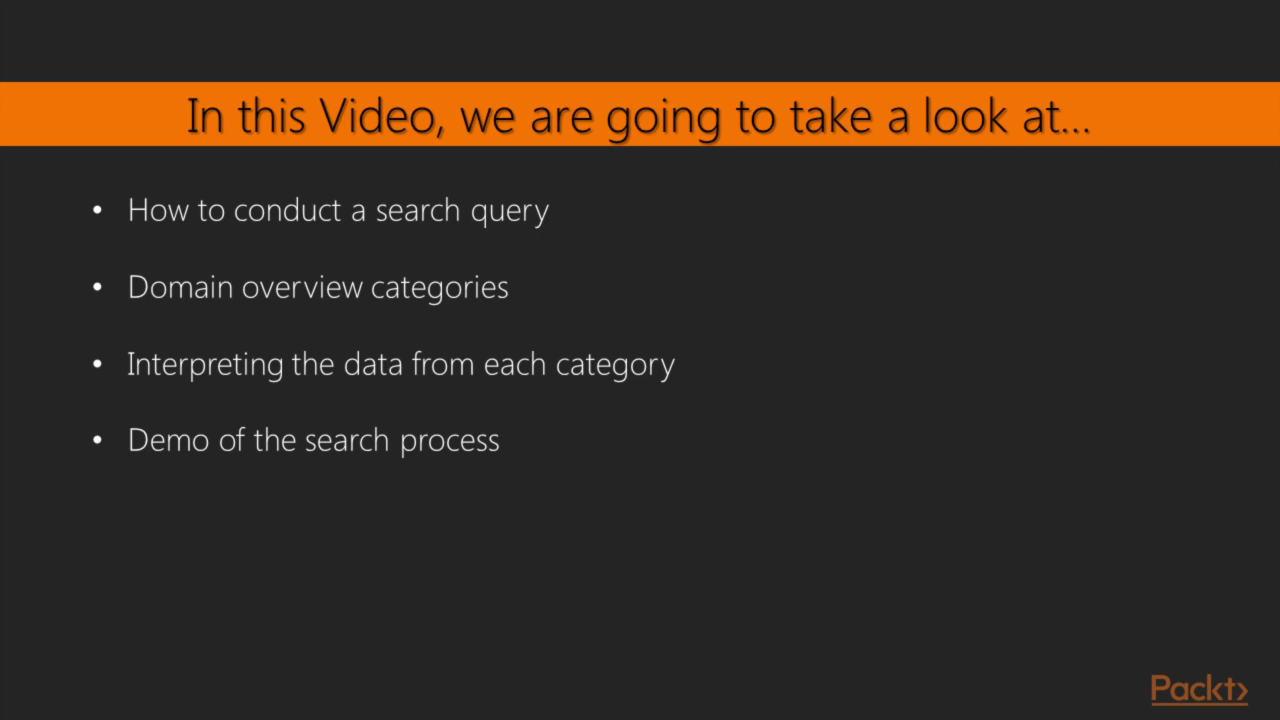 In this Video, we are going to take a look at...
• How to conduct a search query
• Domain overview categories
• Interpreting the data from each category
• Demo of the search process
Packt>